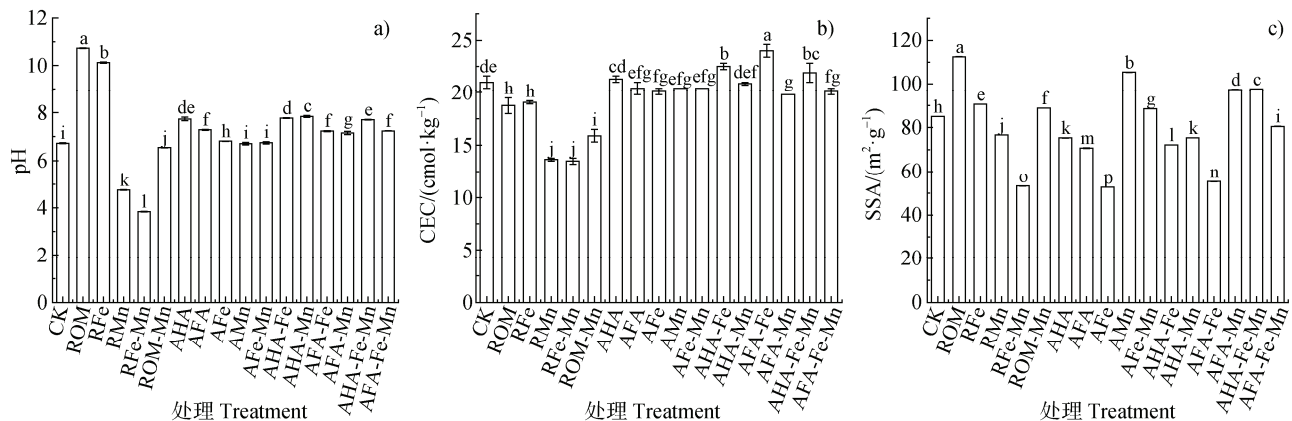 a)
12
10
8
6
4
2
0
pH
i
a
b
k
l
j
de
f
h
i
i
d
c
f
g
e
f
CK
ROM
RFe
RMn
RFe-Mn
ROM-Mn
AHA
AFA
AFe
AMn
AFe-Mn
AHA-Fe
AHA-Mn
AFA-Fe
AFA-Mn
AHA-Fe-Mn
AFA-Fe-Mn
处理 Treatment
b)
25
20
15
10
5
0
CEC/(cmol·kg⁻¹)
de
h
h
j
j
i
cd
efg
fg
efg
efg
b
def
a
g
bc
fg
CK
ROM
RFe
RMn
RFe-Mn
ROM-Mn
AHA
AFA
AFe
AMn
AFe-Mn
AHA-Fe
AHA-Mn
AFA-Fe
AFA-Mn
AHA-Fe-Mn
AFA-Fe-Mn
处理 Treatment
c)
120
100
80
60
40
20
0
SSA/(m²·g⁻¹)
h
a
e
j
o
f
k
m
p
b
g
l
k
n
d
c
i
CK
ROM
RFe
RMn
RFe-Mn
ROM-Mn
AHA
AFA
AFe
AMn
AFe-Mn
AHA-Fe
AHA-Mn
AFA-Fe
AFA-Mn
AHA-Fe-Mn
AFA-Fe-Mn
处理 Treatment